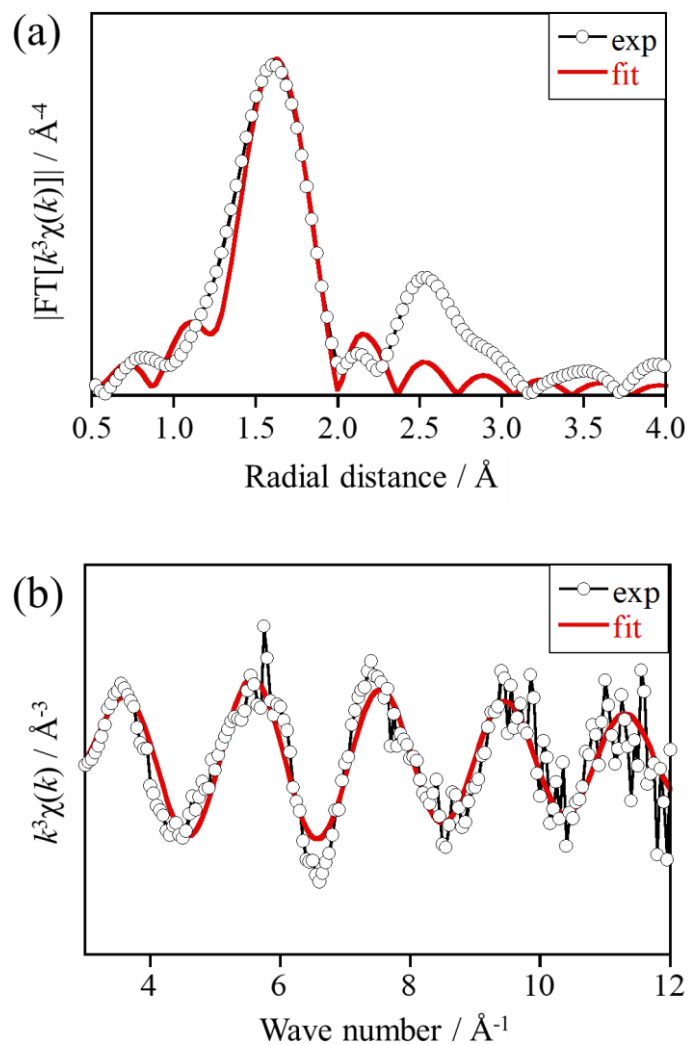 (a)
exp
fit
|FT[k³χ(k)]| / Å⁻⁴
0.5 1.0 1.5 2.0 2.5 3.0 3.5 4.0
Radial distance / Å
(b)
exp
fit
k³χ(k) / Å⁻³
4 6 8 10 12
Wave number / Å⁻¹